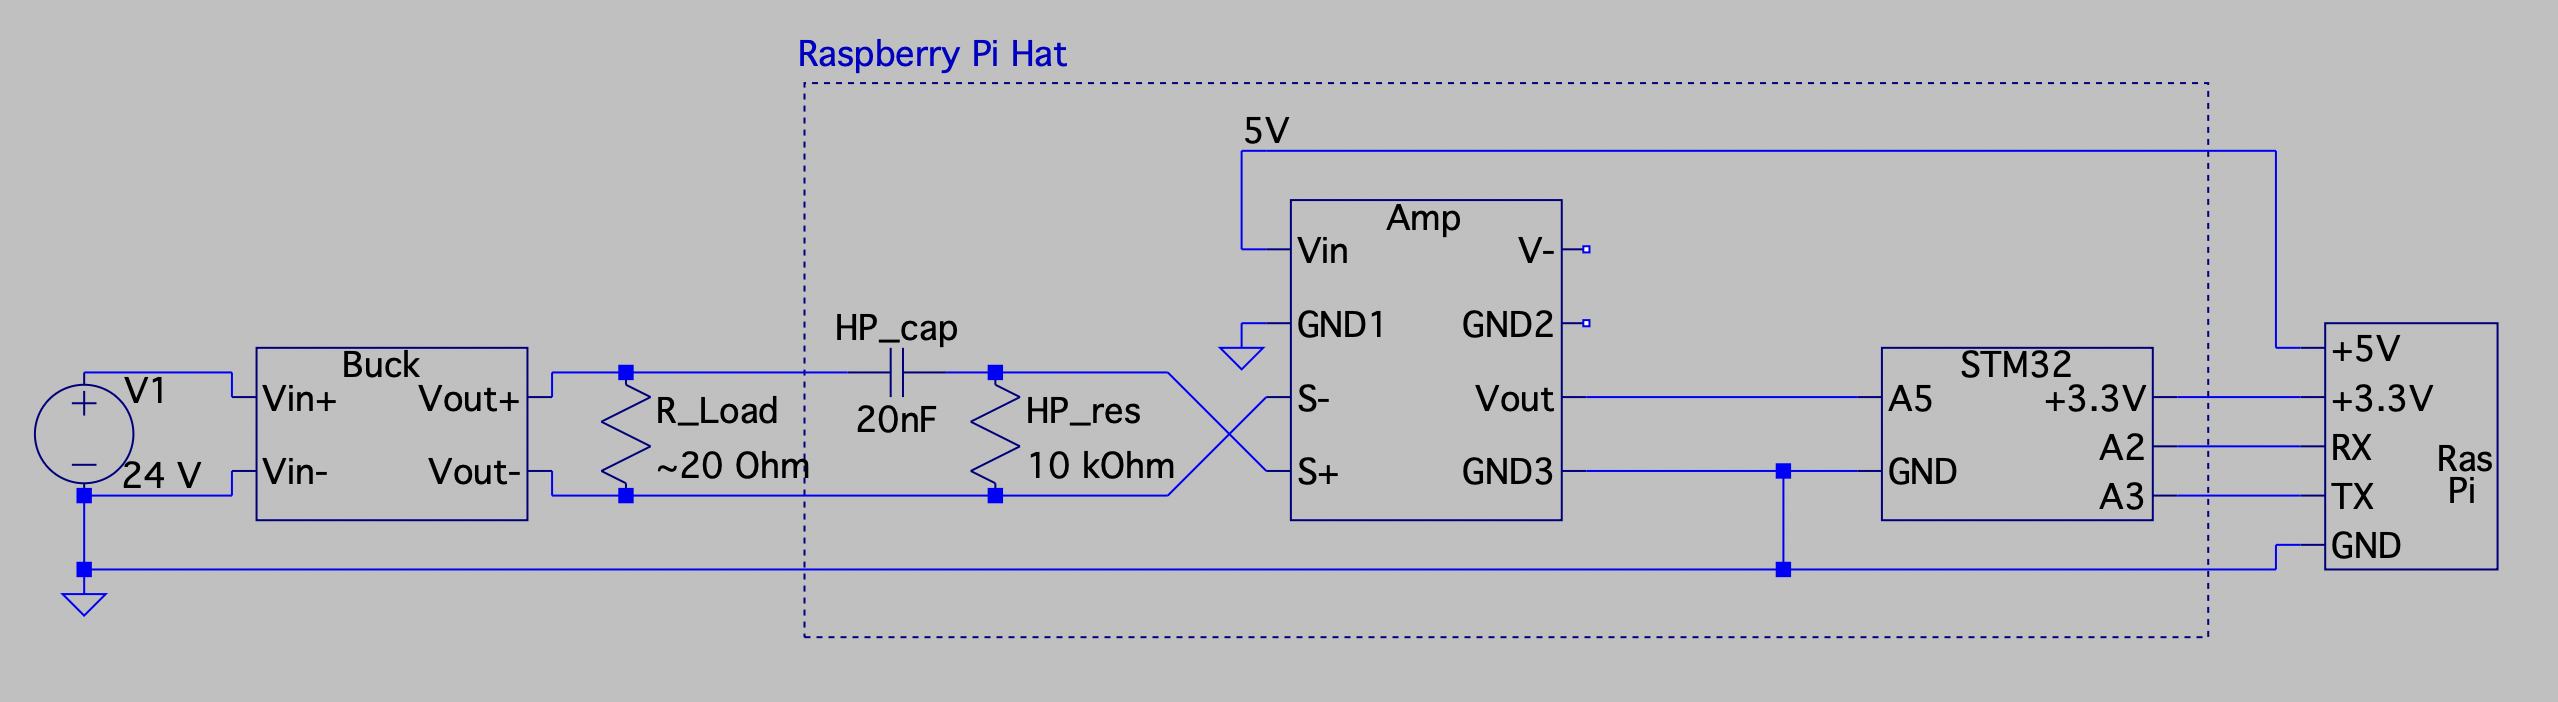 Raspberry Pi Hat
5V
V1
24 V
Buck
Vin+
Vout+
Vin-
Vout-
R_Load
~20 Ohm
HP_cap
20nF
HP_res
10 kOhm
Amp
Vin
V-
GND1
GND2
S-
Vout
S+
GND3
STM32
A5
+3.3V
A2
GND
A3
+5V
+3.3V
RX
Ras
Pi
TX
GND